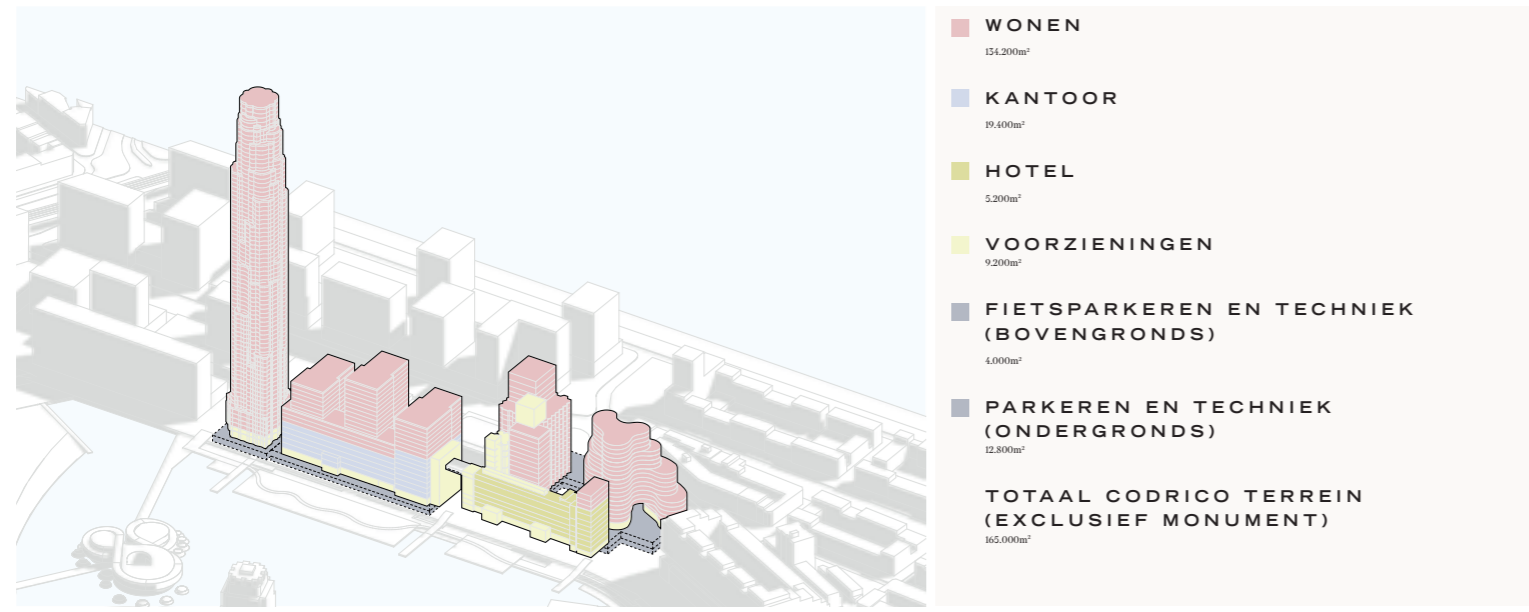 WONEN
134.200m²
KANTOOR
19.400m²
HOTEL
5.200m²
VOORZIENINGEN
9.200m²
FIETSPARKEREN EN TECHNIEK
(BOVENGRONDS)
4.000m²
PARKEREN EN TECHNIEK
(ONDERGRONDS)
12.800m²
TOTAAL CODRICO TERREIN
(EXCLUSIEF MONUMENT)
165.000m²